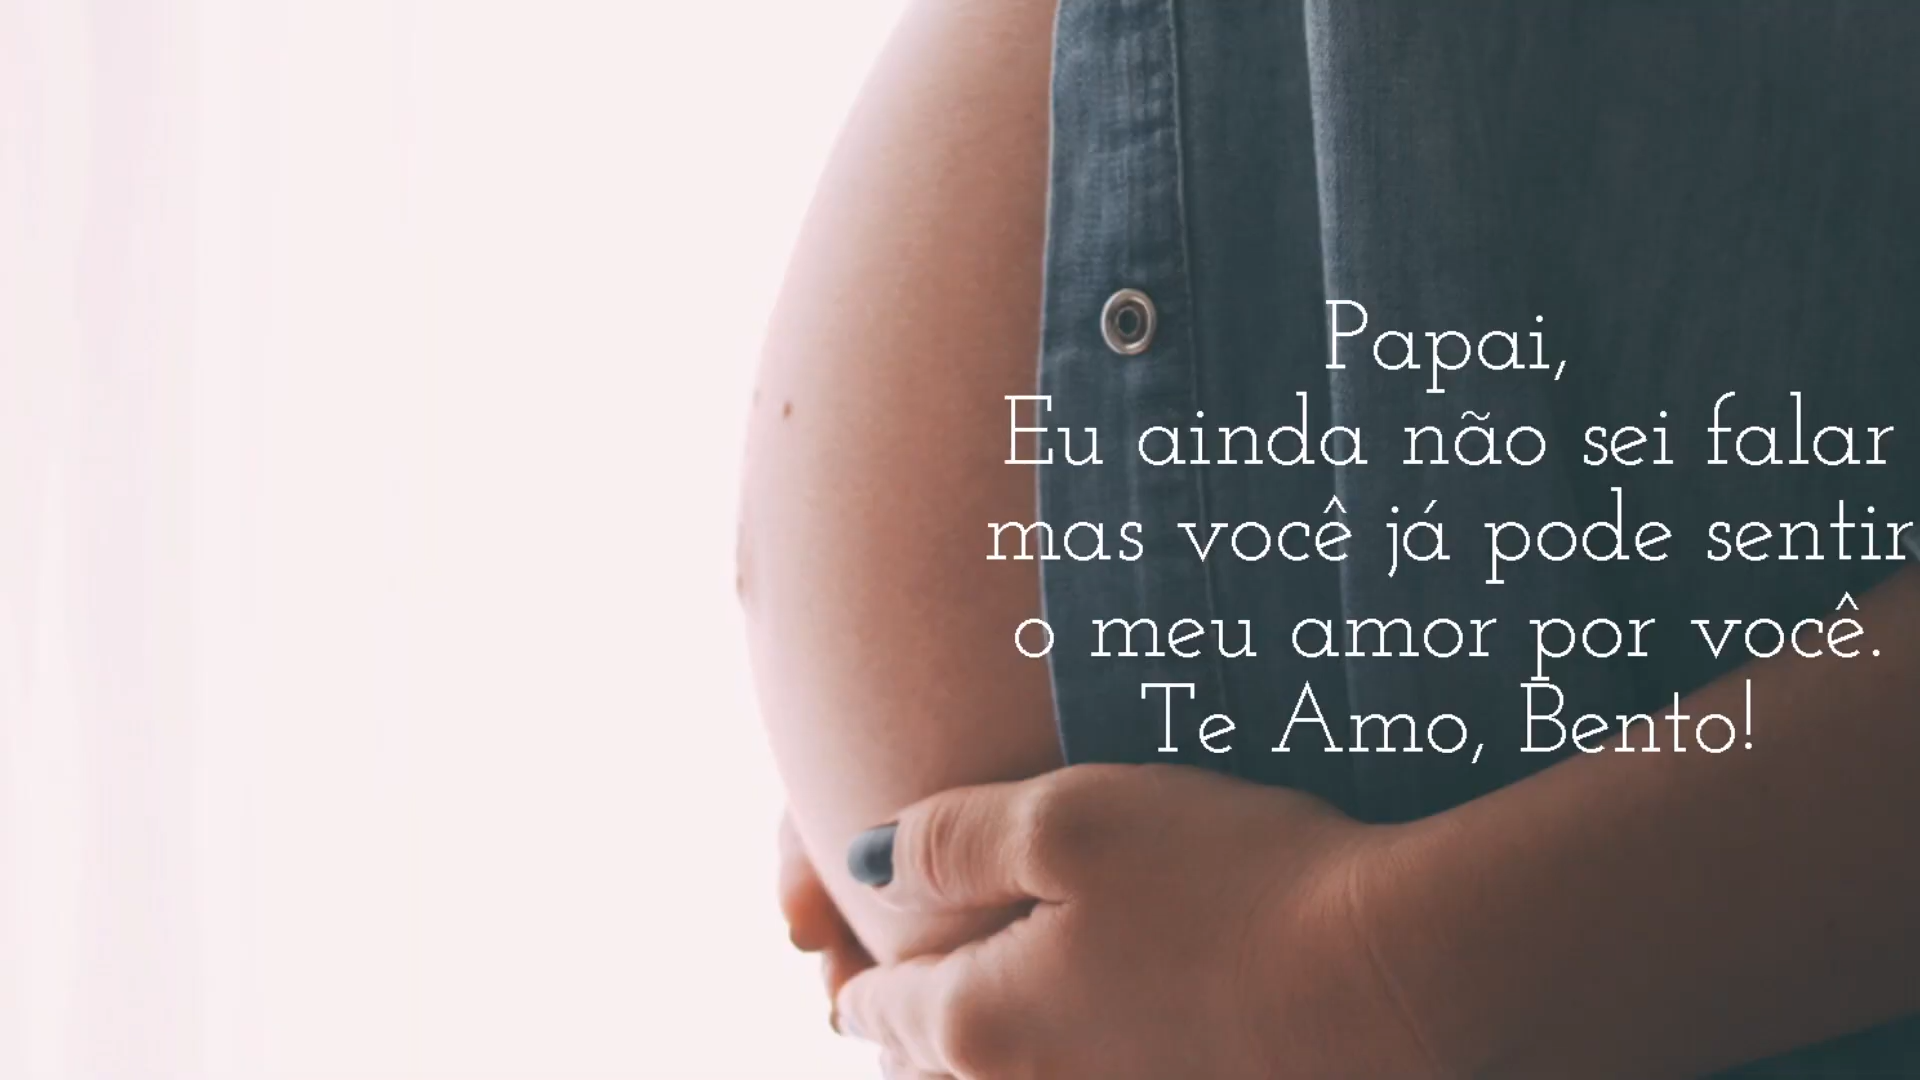 Papai,
Eu ainda não sei falar
mas você já pode sentir
o meu amor por você.
Te Amo, Bento!